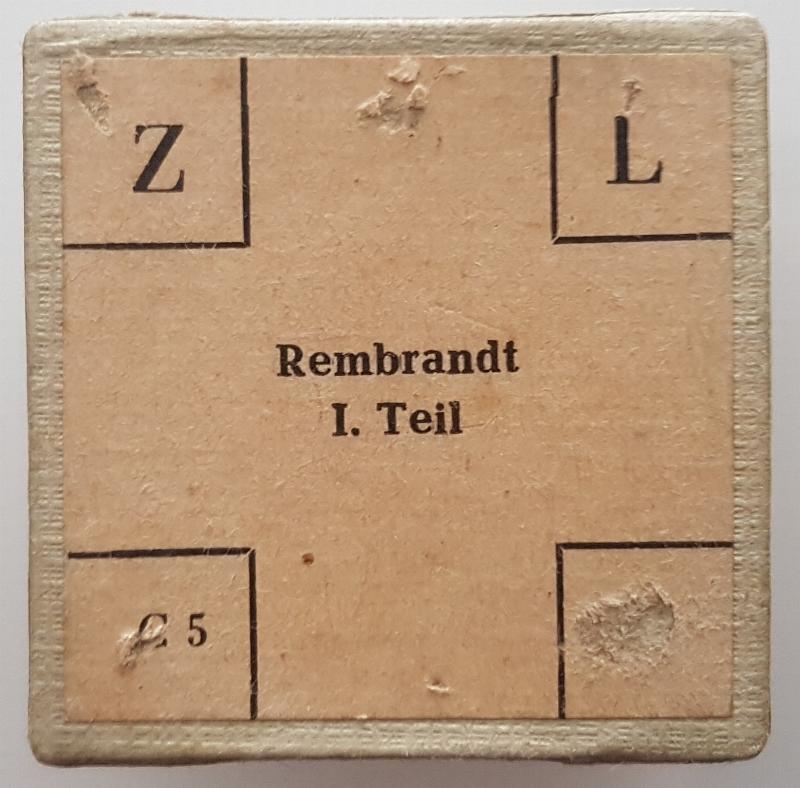 Z
L
Rembrandt
I. Teil
C 5